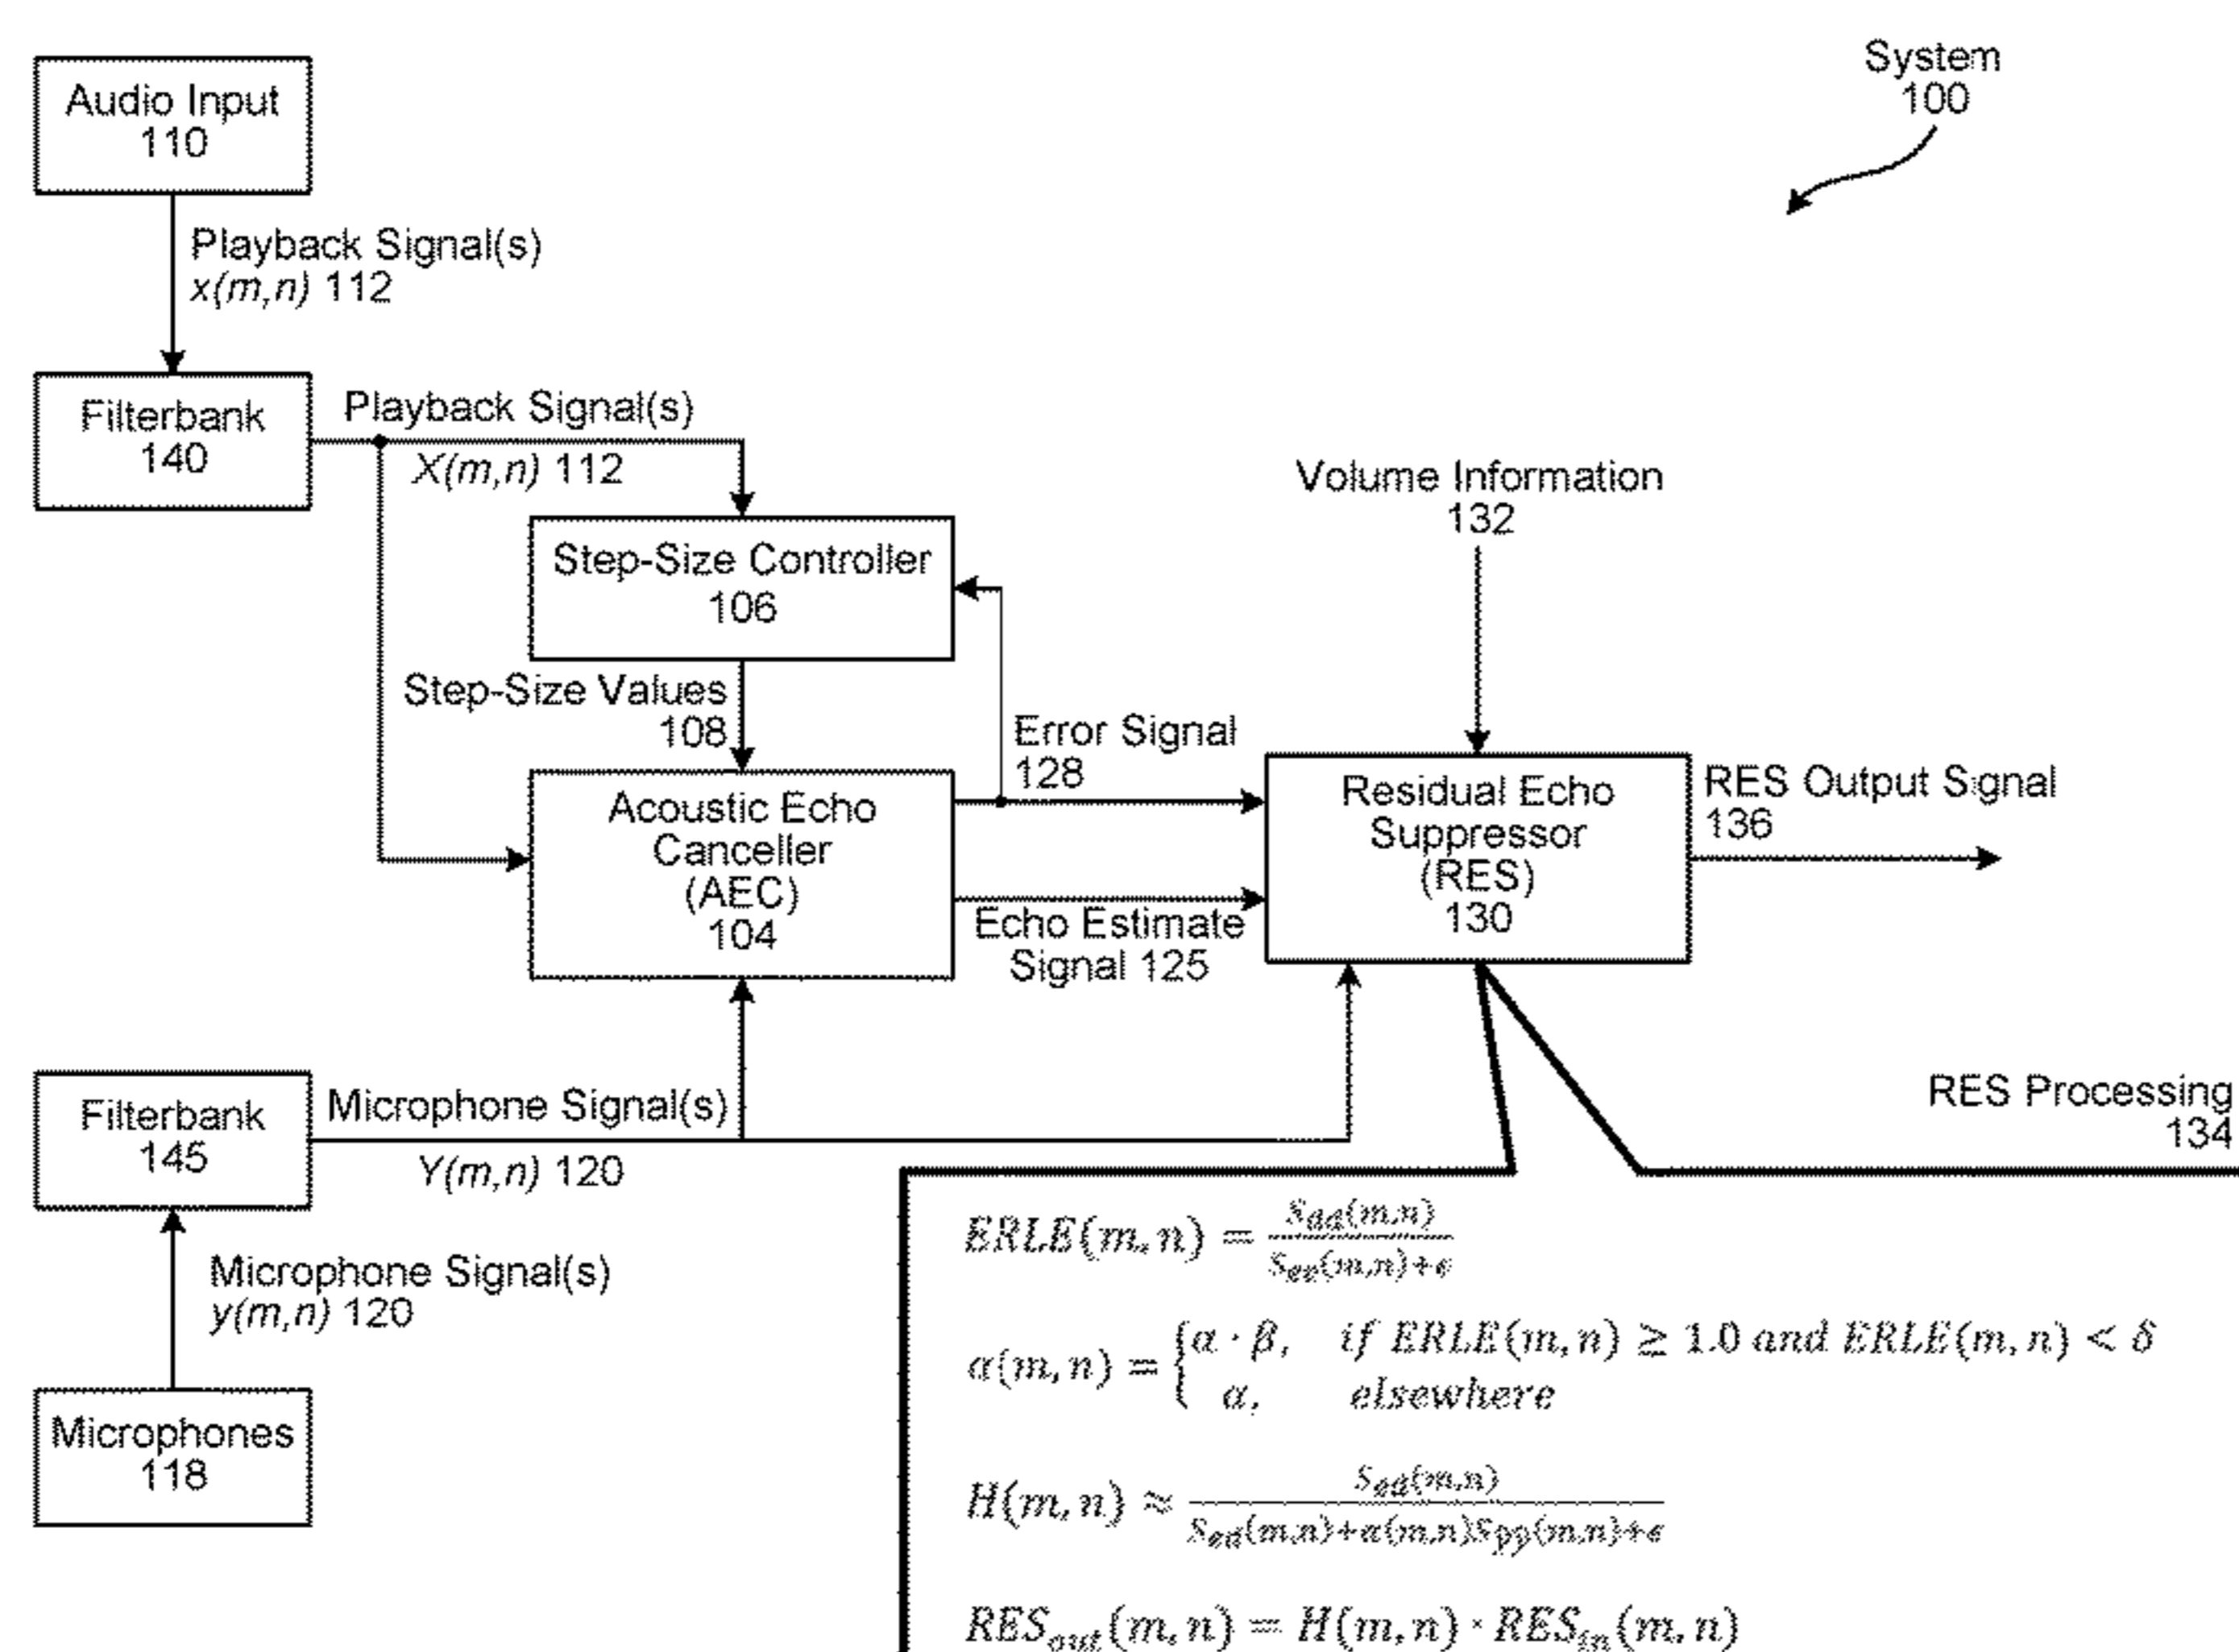 System
100
Audio Input
110
Playback Signal(s)
x(m,n) 112
Filterbank
140
Playback Signal(s)
X(m,n) 112
Volume Information
132
Step-Size Controller
106
Step-Size Values
108
Error Signal
128
Acoustic Echo
Canceller
(AEC)
104
Echo Estimate
Signal 125
Residual Echo
Suppressor
(RES)
130
RES Output Signal
136
Filterbank
145
Microphone Signal(s)
Y(m,n) 120
RES Processing
134
Microphone Signal(s)
y(m,n) 120
Microphones
118
ERLE(m,n) = S_dd(m,n) / S_ee(m,n)+ϵ
α(m,n) = { α · β, if ERLE(m,n) ≥ 1.0 and ERLE(m,n) < δ
α, elsewhere
H(m,n) ≈ S_ed(m,n) / S_ed(m,n)+α(m,n)S_ŷŷ(m,n)+ϵ
RES_out(m,n) = H(m,n) · RES_in(m,n)